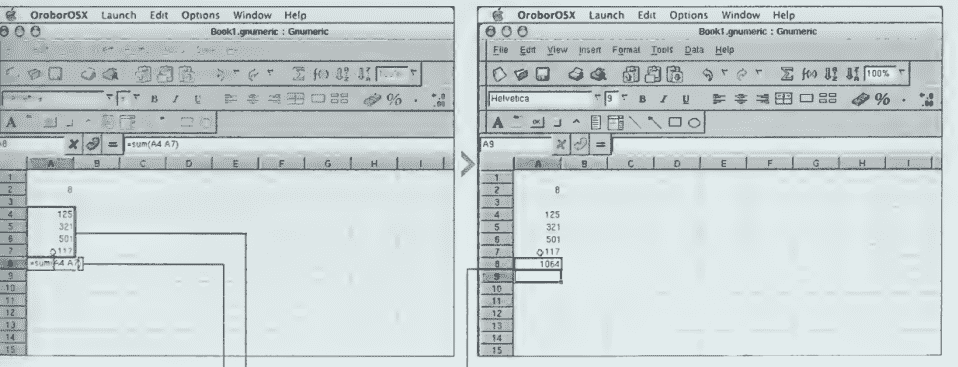 OroborOSX Launch Edit Options Window Help
Book1.gnumeric : Gnumeric
B I U
%
A
=sum(A4 A7)
A B C D E F G H I
1
2 8
3
4 125
5 321
6 501
7 117
8 =sum(A4 A7)
9
10
11
12
13
14
15
OroborOSX Launch Edit Options Window Help
Book1.gnumeric : Gnumeric
File Edit View Insert Format Tools Data Help
f(x) 100%
Helvetica 9 B I U %
A ok
A9 =
A B C D E F G H I
1
2 8
3
4 125
5 321
6 501
7 117
8 1064
9
10
11
12
13
14
15